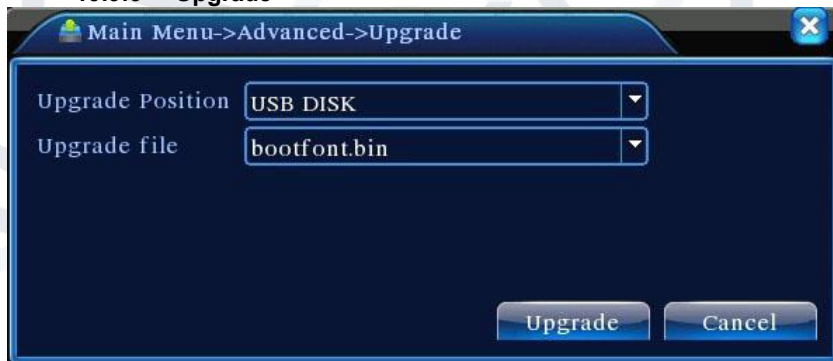 Main Menu->Advanced->Upgrade
Upgrade Position USB DISK
Upgrade file bootfont.bin
Upgrade Cancel